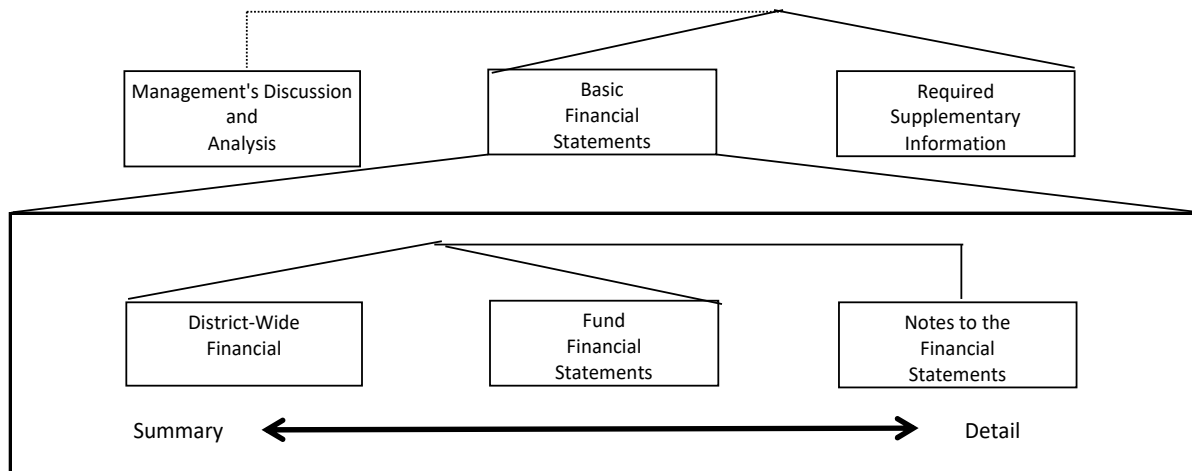 Management's Discussion
and
Analysis
Basic
Financial
Statements
Required
Supplementary
Information
District-Wide
Financial
Fund
Financial
Statements
Notes to the
Financial
Statements
Summary
Detail